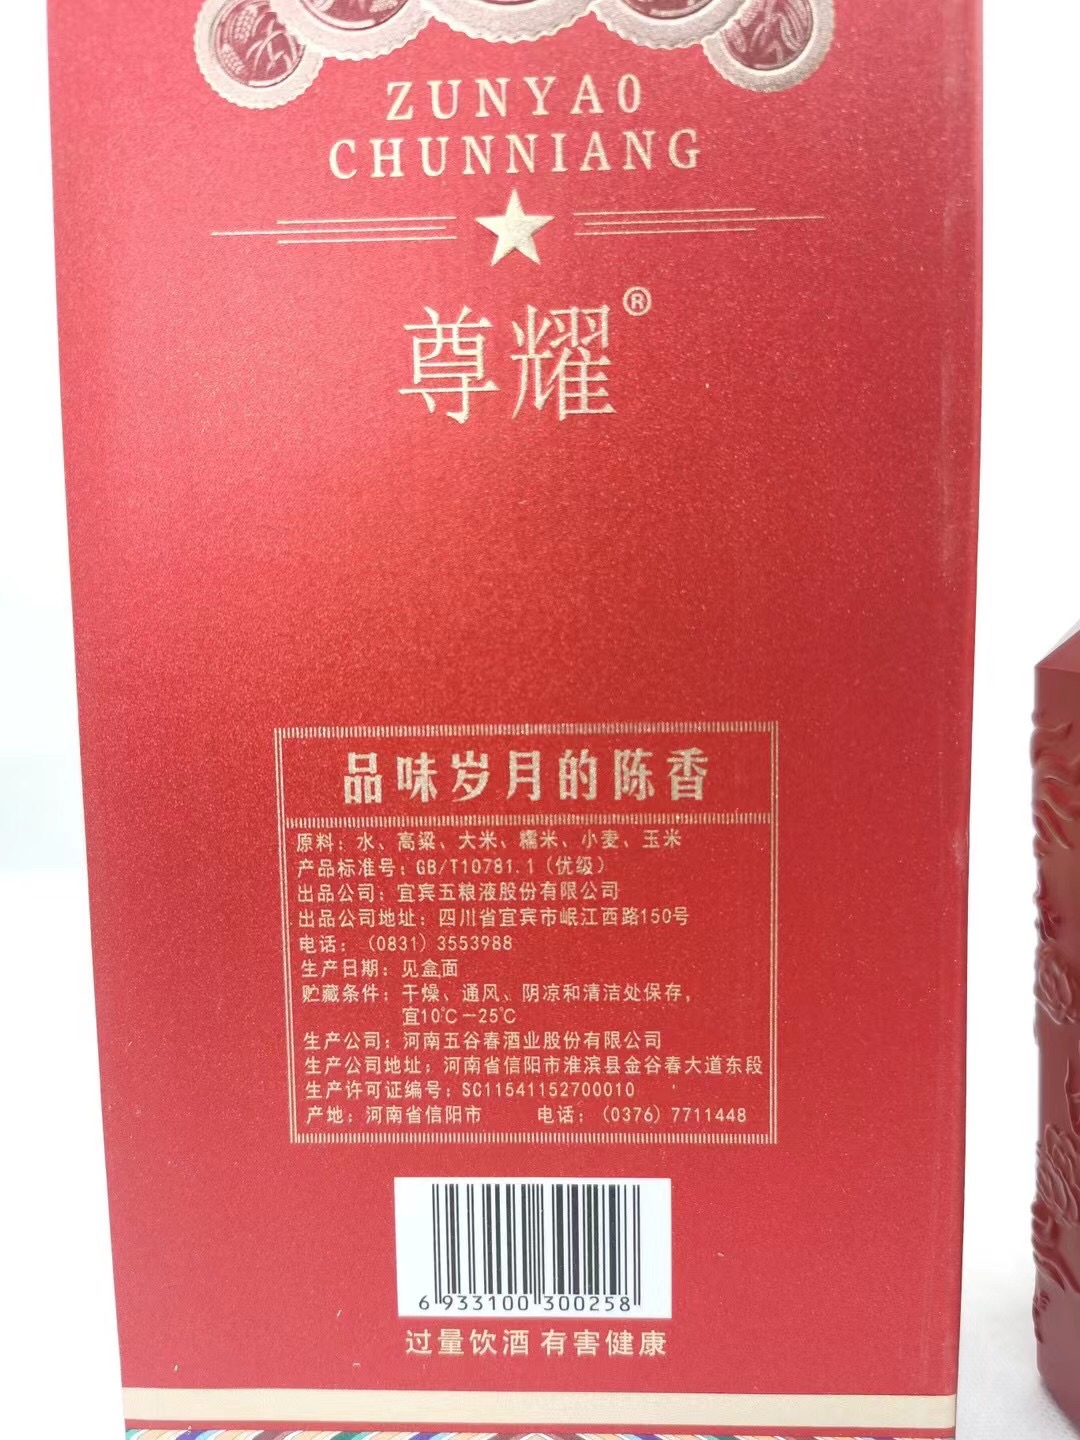 ZUNYAO
CHUNNIANG
尊耀®
品味岁月的陈香
原料：水、高粱、大米、糯米、小麦、玉米
产品标准号：GB/T10781.1（优级）
出品公司：宜宾五粮液股份有限公司
出品公司地址：四川省宜宾市岷江西路150号
电话：（0831）3553988
生产日期：见盒面
贮藏条件：干燥、通风、阴凉和清洁处保存，
宜10℃－25℃
生产公司：河南五谷春酒业股份有限公司
生产公司地址：河南省信阳市淮滨县金谷春大道东段
生产许可证编号：SC11541152700010
产地：河南省信阳市 电话：（0376）7711448
6 933100 300258
过量饮酒 有害健康